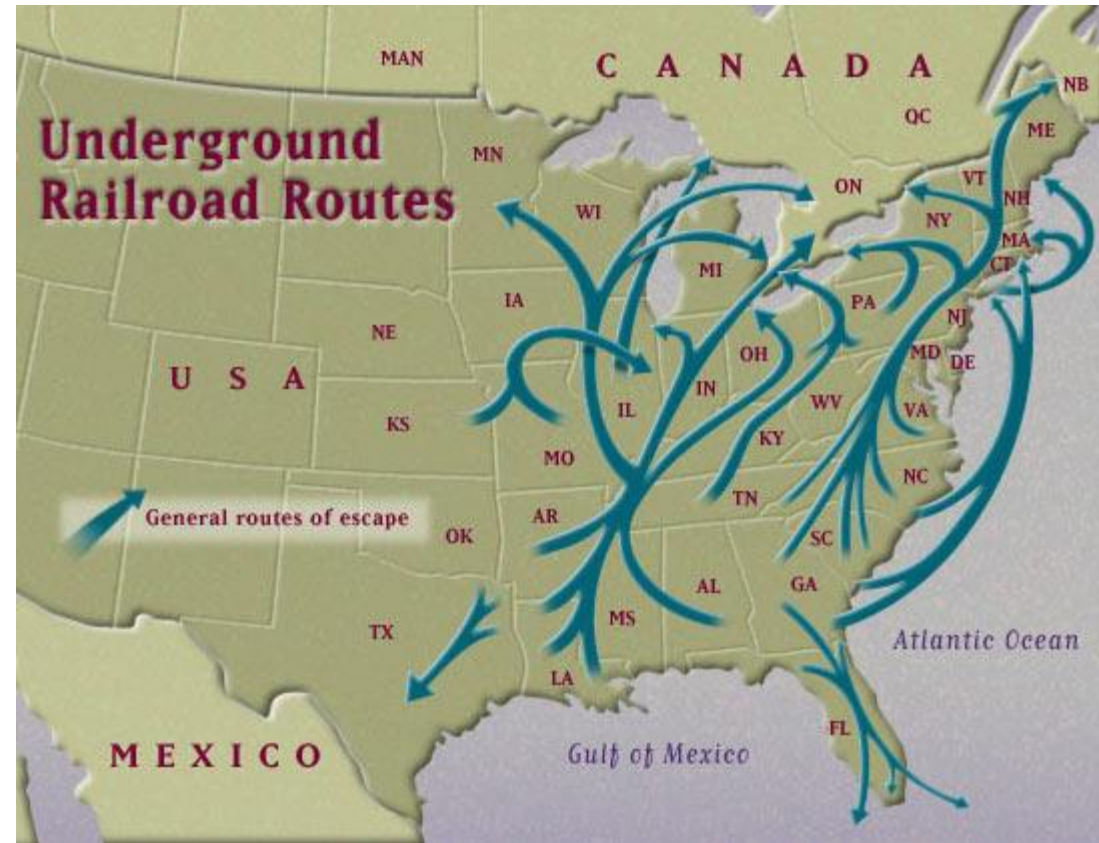 MAN
C A N A D A
NB
QC
Underground
Railroad Routes
ME
MN
VT
ON
NH
WI
NY
MA
CT
MI
IA
PA
NJ
NE
OH
MD
DE
U S A
IN
WV
VA
IL
KS
KY
MO
NC
TN
AR
General routes of escape
OK
SC
AL
GA
MS
TX
Atlantic Ocean
LA
FL
M E X I C O
Gulf of Mexico